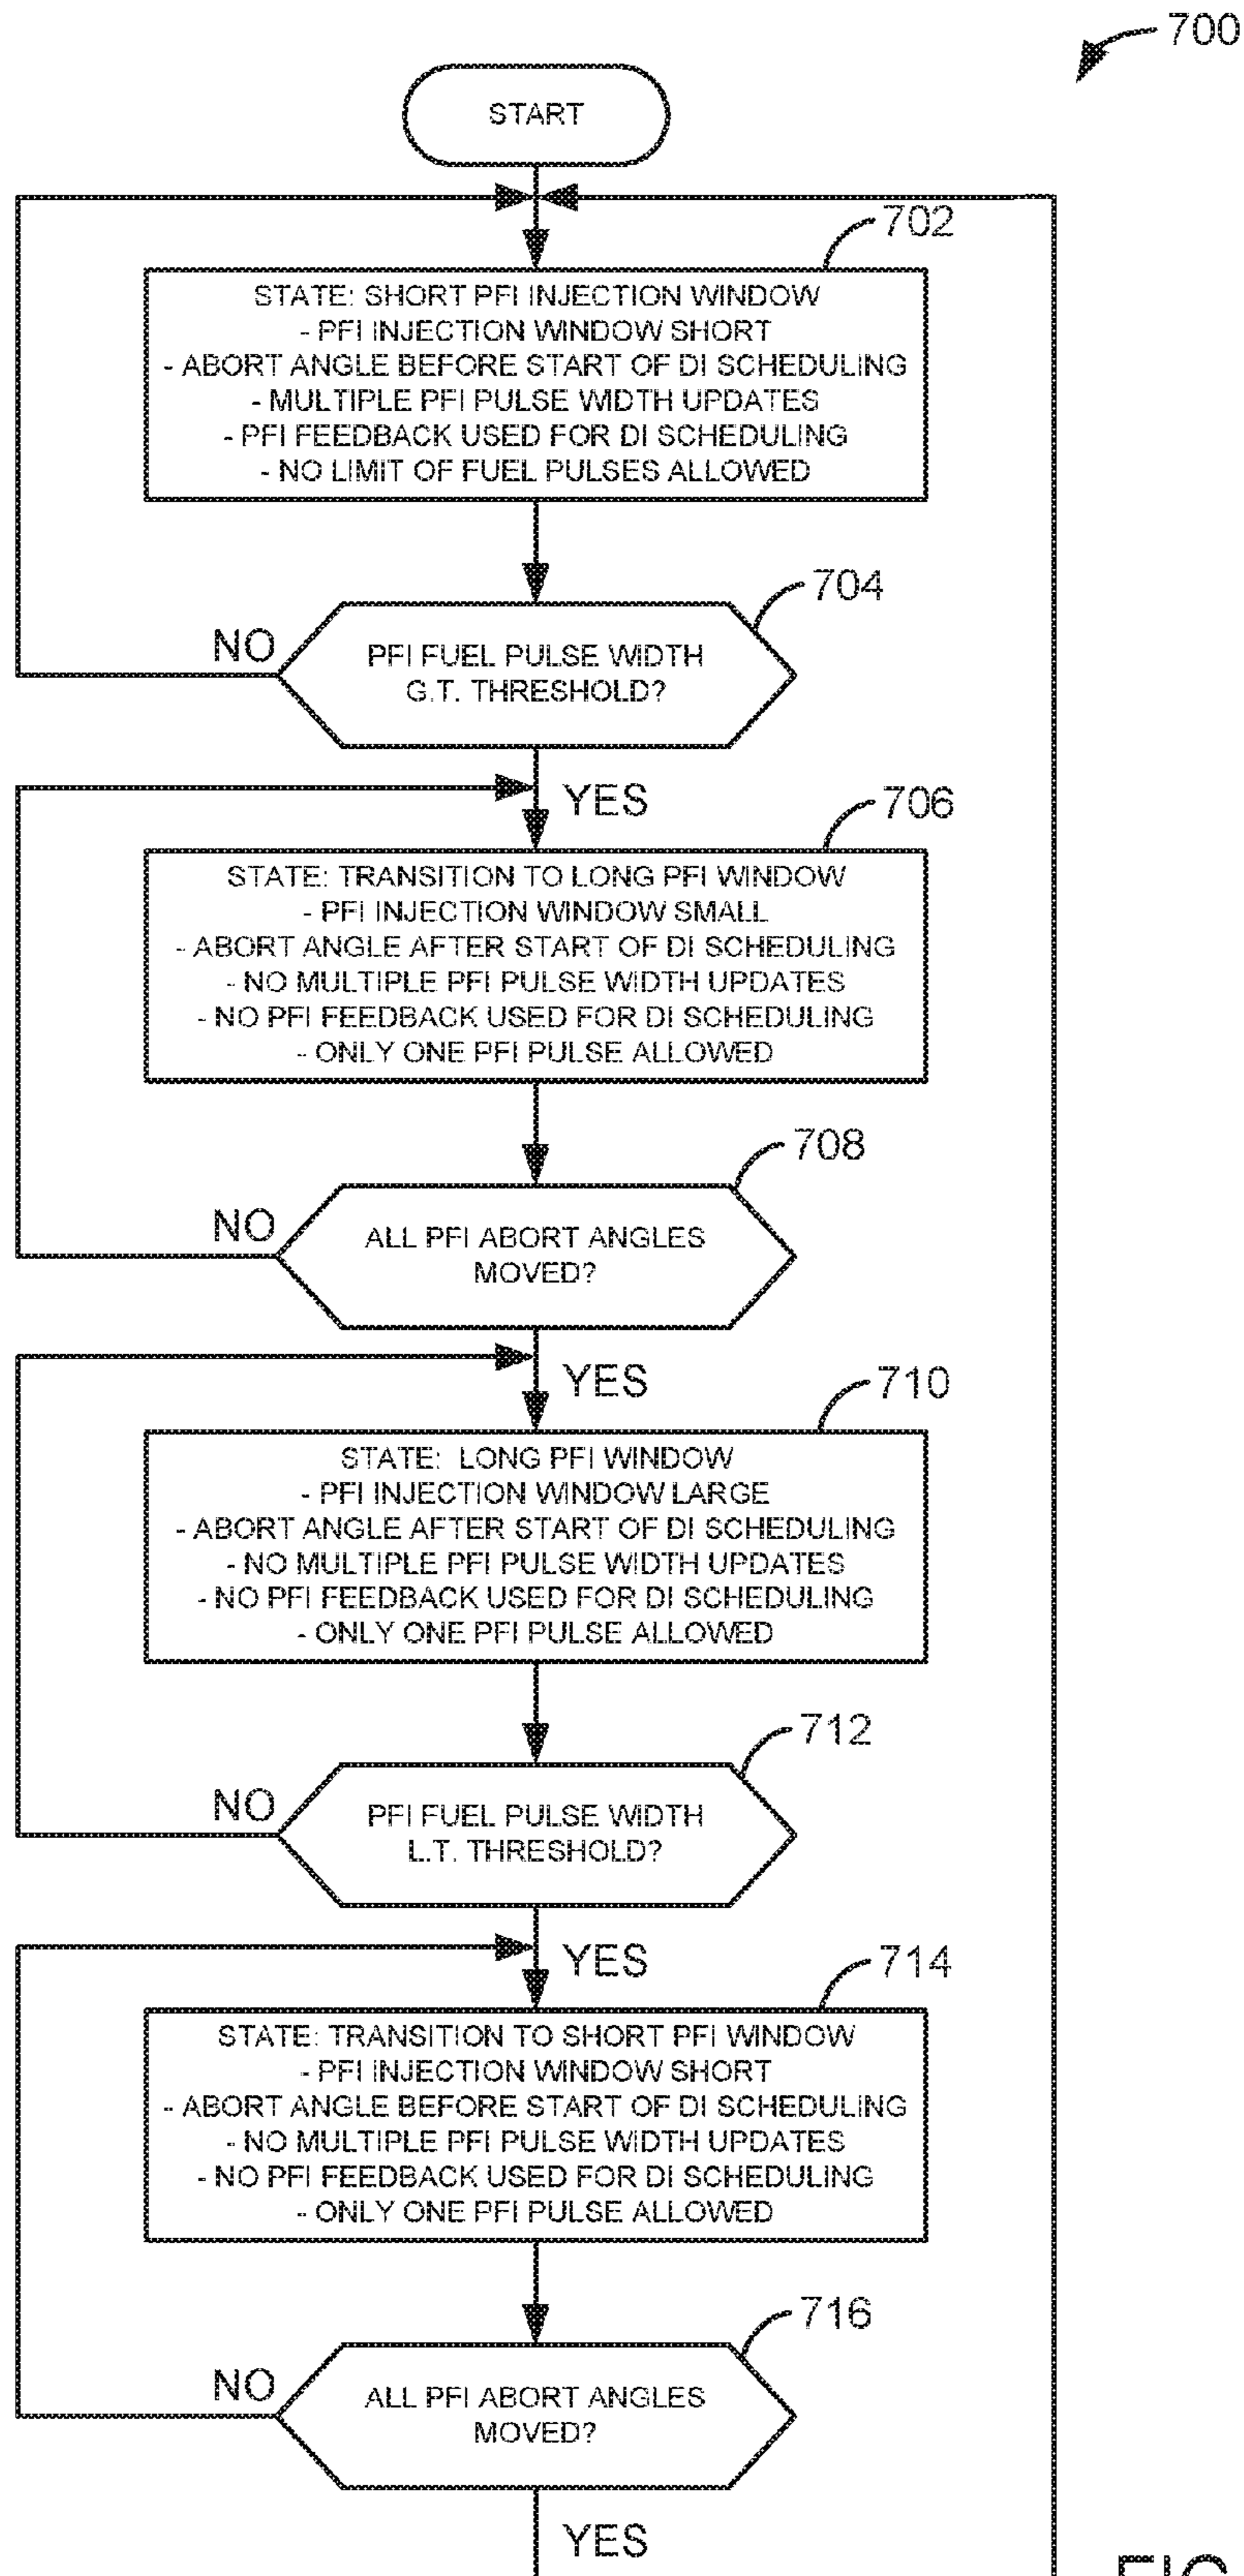 700
START
702
STATE: SHORT PFI INJECTION WINDOW
- PFI INJECTION WINDOW SHORT
- ABORT ANGLE BEFORE START OF DI SCHEDULING
- MULTIPLE PFI PULSE WIDTH UPDATES
- PFI FEEDBACK USED FOR DI SCHEDULING
- NO LIMIT OF FUEL PULSES ALLOWED
704
NO
PFI FUEL PULSE WIDTH
G.T. THRESHOLD?
YES
706
STATE: TRANSITION TO LONG PFI WINDOW
- PFI INJECTION WINDOW SMALL
- ABORT ANGLE AFTER START OF DI SCHEDULING
- NO MULTIPLE PFI PULSE WIDTH UPDATES
- NO PFI FEEDBACK USED FOR DI SCHEDULING
- ONLY ONE PFI PULSE ALLOWED
708
NO
ALL PFI ABORT ANGLES
MOVED?
YES
710
STATE: LONG PFI WINDOW
- PFI INJECTION WINDOW LARGE
- ABORT ANGLE AFTER START OF DI SCHEDULING
- NO MULTIPLE PFI PULSE WIDTH UPDATES
- NO PFI FEEDBACK USED FOR DI SCHEDULING
- ONLY ONE PFI PULSE ALLOWED
712
NO
PFI FUEL PULSE WIDTH
L.T. THRESHOLD?
YES
714
STATE: TRANSITION TO SHORT PFI WINDOW
- PFI INJECTION WINDOW SHORT
- ABORT ANGLE BEFORE START OF DI SCHEDULING
- NO MULTIPLE PFI PULSE WIDTH UPDATES
- NO PFI FEEDBACK USED FOR DI SCHEDULING
- ONLY ONE PFI PULSE ALLOWED
716
NO
ALL PFI ABORT ANGLES
MOVED?
YES